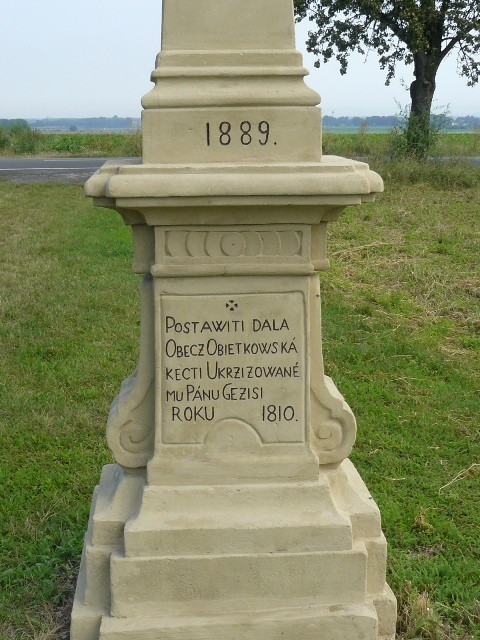 1889.
POSTAWITI DALA
OBECZ OBIETKOWSKÁ
KECTI UKRZIZOWANÉ
MU PÁNU GEZISI
ROKU 1810.